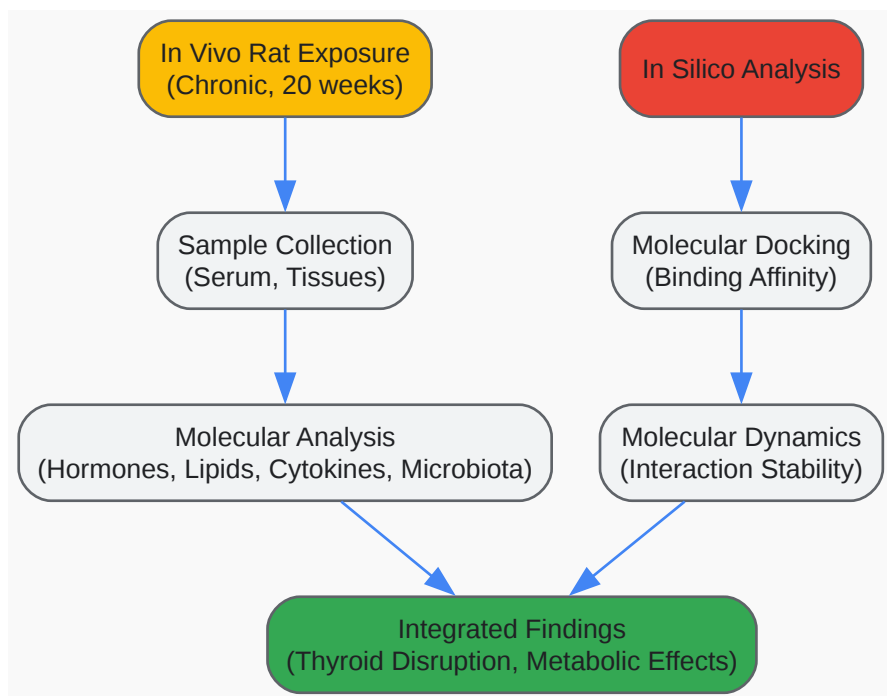 In Vivo Rat Exposure
(Chronic, 20 weeks)
In Silico Analysis
Sample Collection
(Serum, Tissues)
Molecular Docking
(Binding Affinity)
Molecular Analysis
(Hormones, Lipids, Cytokines, Microbiota)
Molecular Dynamics
(Interaction Stability)
Integrated Findings
(Thyroid Disruption, Metabolic Effects)